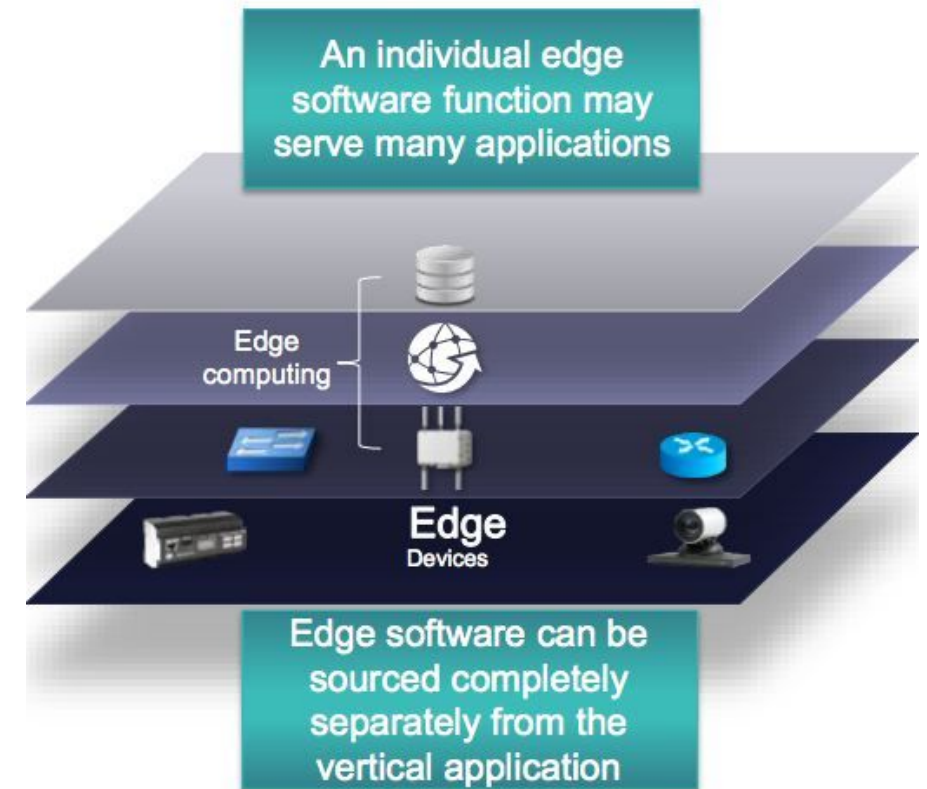 An individual edge
software function may
serve many applications
Edge
computing
Edge
Devices
Edge software can be
sourced completely
separately from the
vertical application